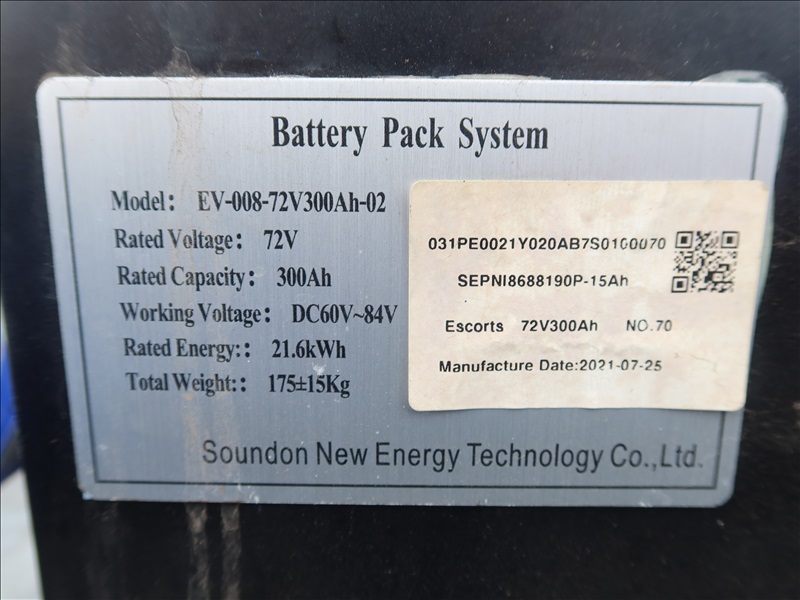 Battery Pack System
Model: EV-008-72V300Ah-02
Rated Voltage: 72V
Rated Capacity: 300Ah
Working Voltage: DC60V~84V
Rated Energy:: 21.6kWh
Total Weight:: 175±15Kg
031PE0021Y020AB7S0100070
SEPNI8688190P-15Ah
Escorts 72V300Ah NO.70
Manufacture Date:2021-07-25
Soundon New Energy Technology Co.,Ltd.